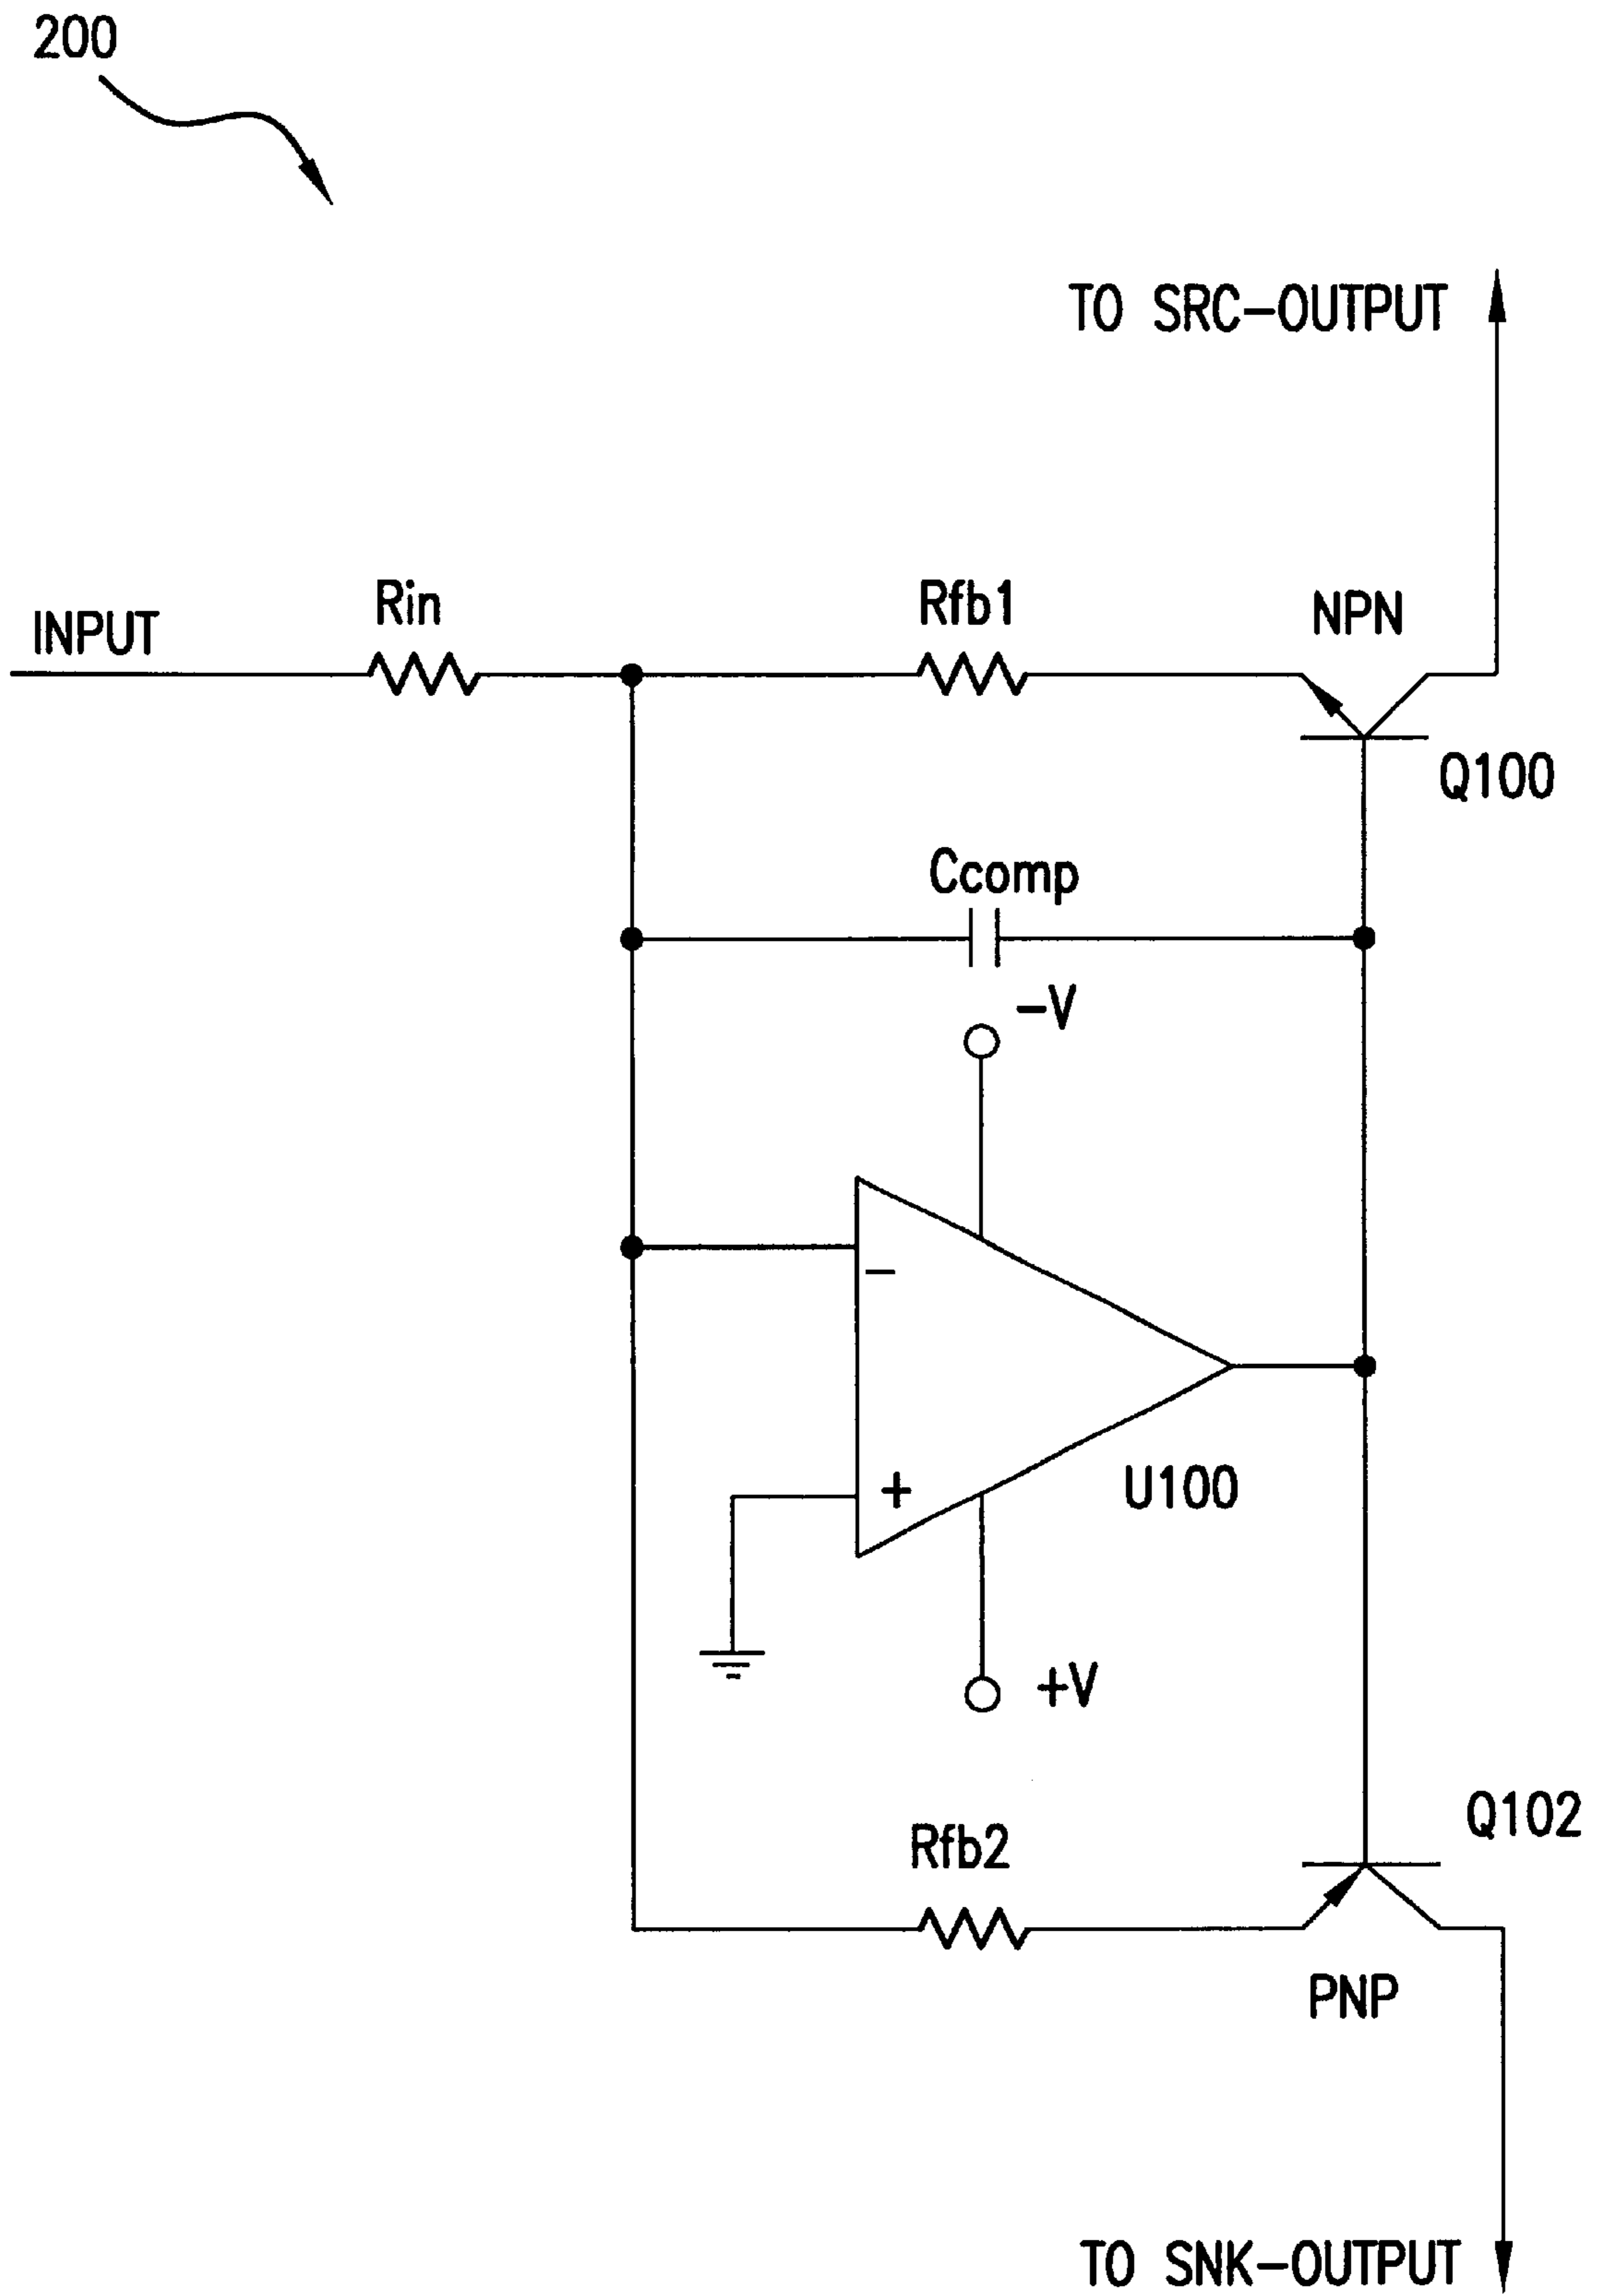 200
TO SRC-OUTPUT
INPUT
Rin
Rfb1
NPN
Q100
Ccomp
-V
-
+
U100
+V
Q102
Rfb2
PNP
TO SNK-OUTPUT